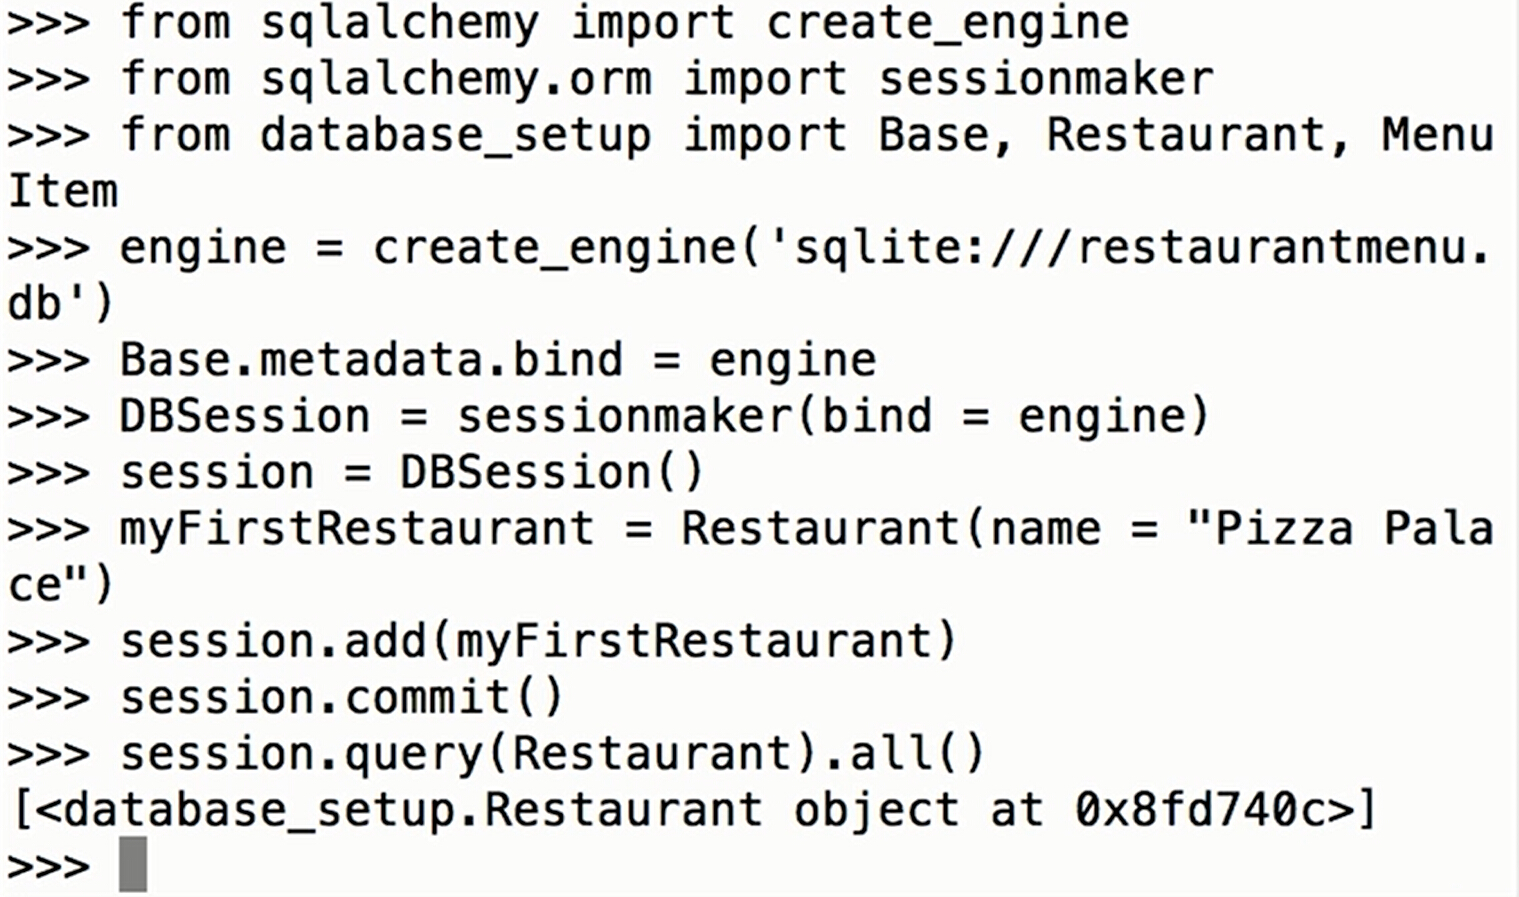 >>> from sqlalchemy import create_engine
>>> from sqlalchemy.orm import sessionmaker
>>> from database_setup import Base, Restaurant, Menu
Item
>>> engine = create_engine('sqlite:///restaurantmenu.
db')
>>> Base.metadata.bind = engine
>>> DBSession = sessionmaker(bind = engine)
>>> session = DBSession()
>>> myFirstRestaurant = Restaurant(name = "Pizza Pala
ce")
>>> session.add(myFirstRestaurant)
>>> session.commit()
>>> session.query(Restaurant).all()
[<database_setup.Restaurant object at 0x8fd740c>]
>>>